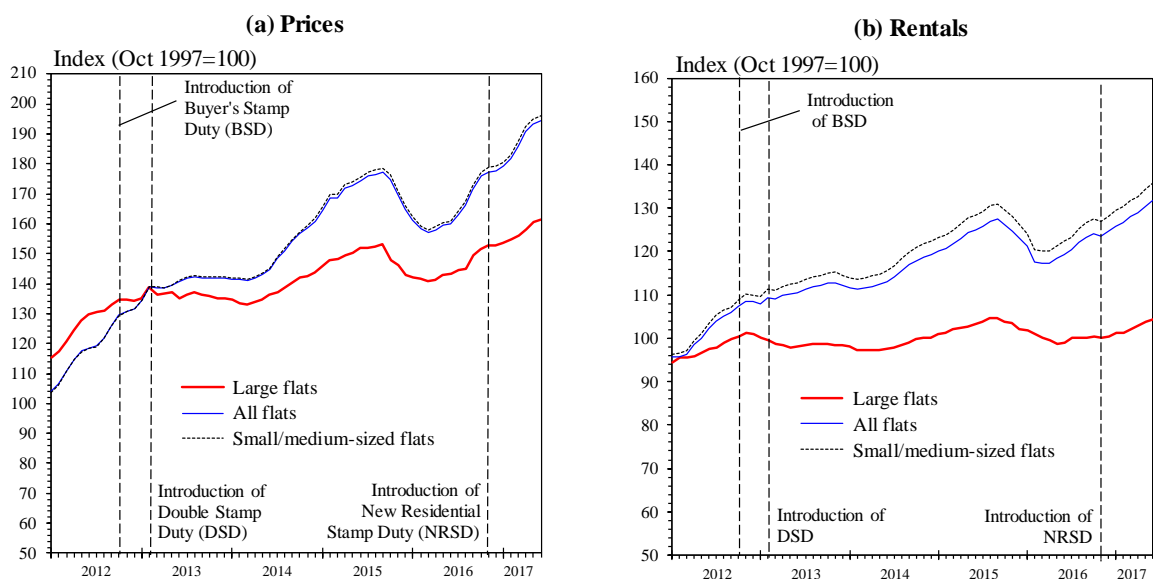 (a) Prices
Index (Oct 1997=100)
210
200
190
180
170
160
150
140
130
120
110
100
90
80
70
60
50
Introduction of
Buyer's Stamp
Duty (BSD)
Large flats
All flats
Small/medium-sized flats
Introduction of
Double Stamp
Duty (DSD)
Introduction of
New Residential
Stamp Duty (NRSD)
2012 2013 2014 2015 2016 2017
(b) Rentals
Index (Oct 1997=100)
160
150
140
130
120
110
100
90
80
70
60
50
Introduction
of BSD
Large flats
All flats
Small/medium-sized flats
Introduction of
DSD
Introduction of
NRSD
2012 2013 2014 2015 2016 2017